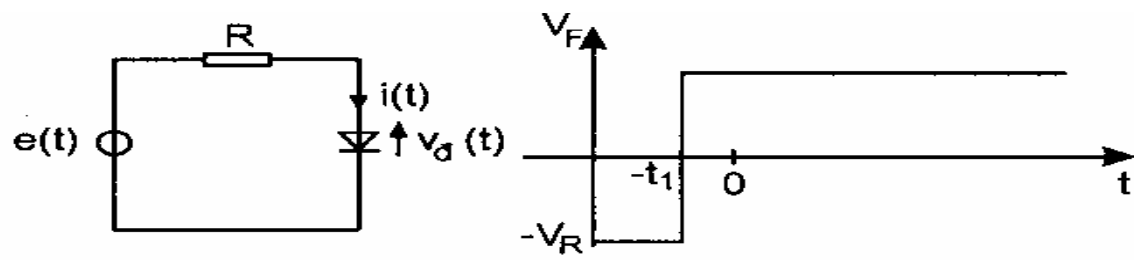 R
i(t)
e(t)
v_d (t)
V_F
-t_1
0
t
-V_R